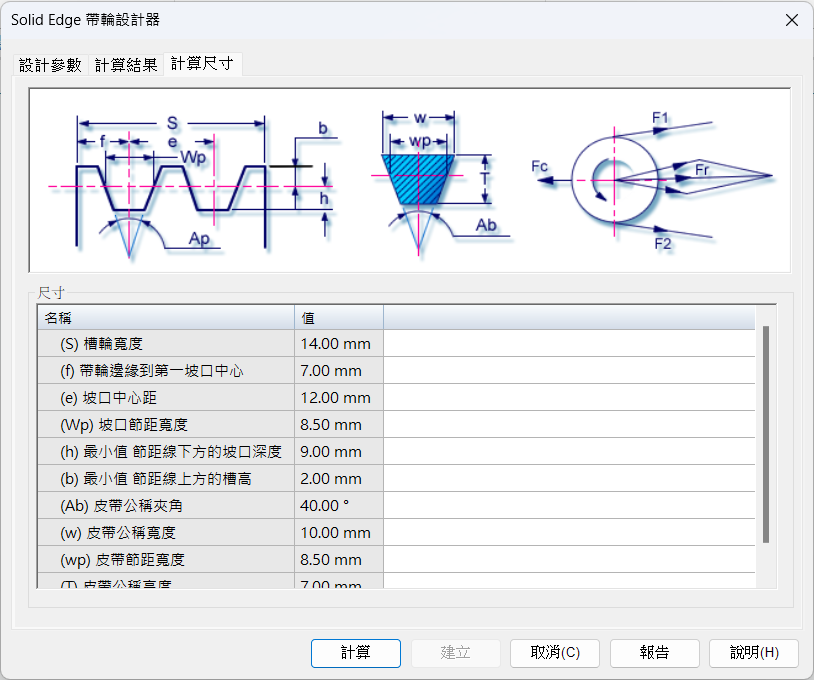 Solid Edge 帶輪設計器
設計參數 計算結果 計算尺寸
S b w F1
f e wp
Wp Fc Fr
T
h
Ap Ab F2
尺寸
名稱 值
(S) 槽輪寬度 14.00 mm
(f) 帶輪邊緣到第一坡口中心 7.00 mm
(e) 坡口中心距 12.00 mm
(Wp) 坡口節距寬度 8.50 mm
(h) 最小值 節距線下方的坡口深度 9.00 mm
(b) 最小值 節距線上方的槽高 2.00 mm
(Ab) 皮帶公稱夾角 40.00 °
(w) 皮帶公稱寬度 10.00 mm
(wp) 皮帶節距寬度 8.50 mm
(T) 皮帶公稱高度 7.00 mm
計算 建立 取消(C) 報告 說明(H)